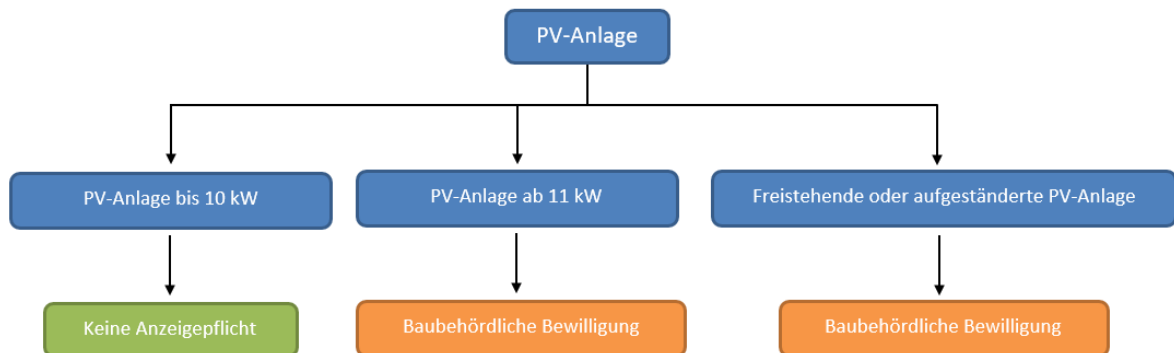 PV-Anlage
PV-Anlage bis 10 kW
PV-Anlage ab 11 kW
Freistehende oder aufgeständerte PV-Anlage
Keine Anzeigepflicht
Baubehördliche Bewilligung
Baubehördliche Bewilligung